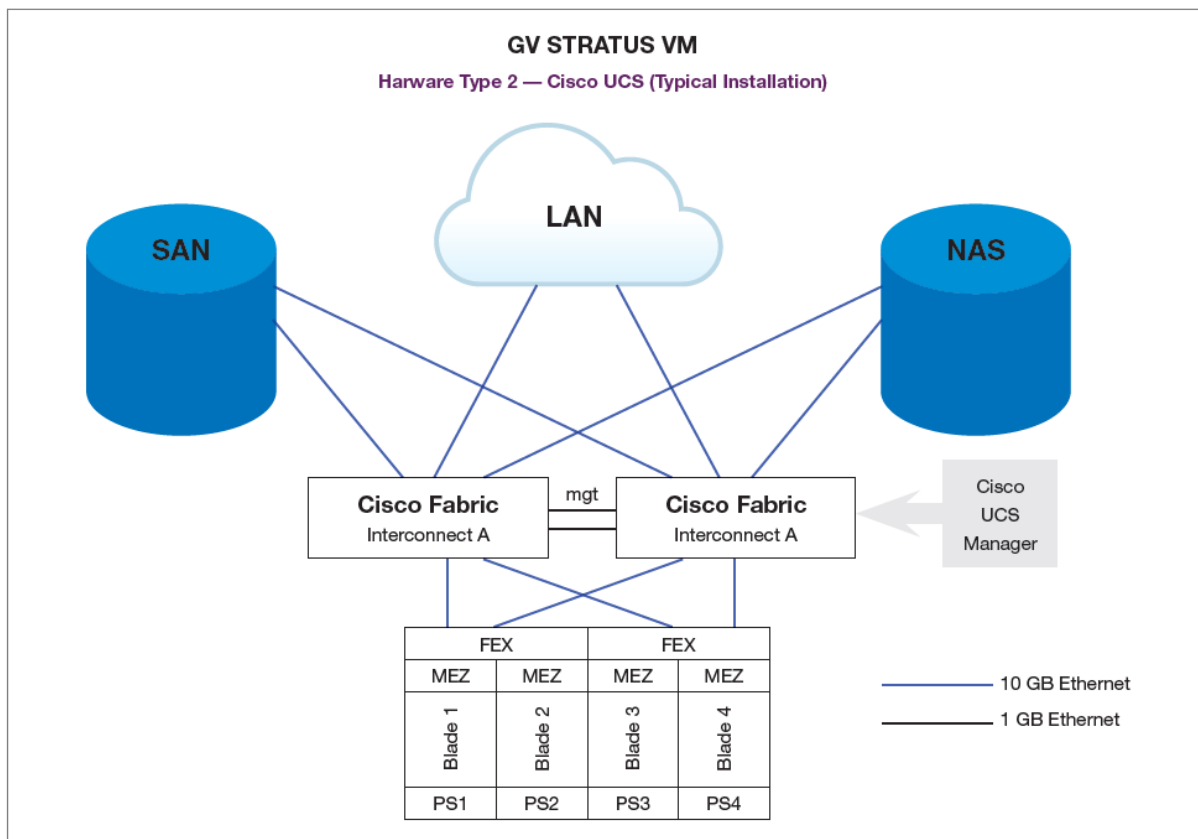 GV STRATUS VM
Harware Type 2 — Cisco UCS (Typical Installation)
LAN
SAN
NAS
Cisco Fabric
Interconnect A
mgt
Cisco Fabric
Interconnect A
Cisco
UCS
Manager
FEX FEX
MEZ MEZ MEZ MEZ
Blade 1 Blade 2 Blade 3 Blade 4
PS1 PS2 PS3 PS4
10 GB Ethernet
1 GB Ethernet